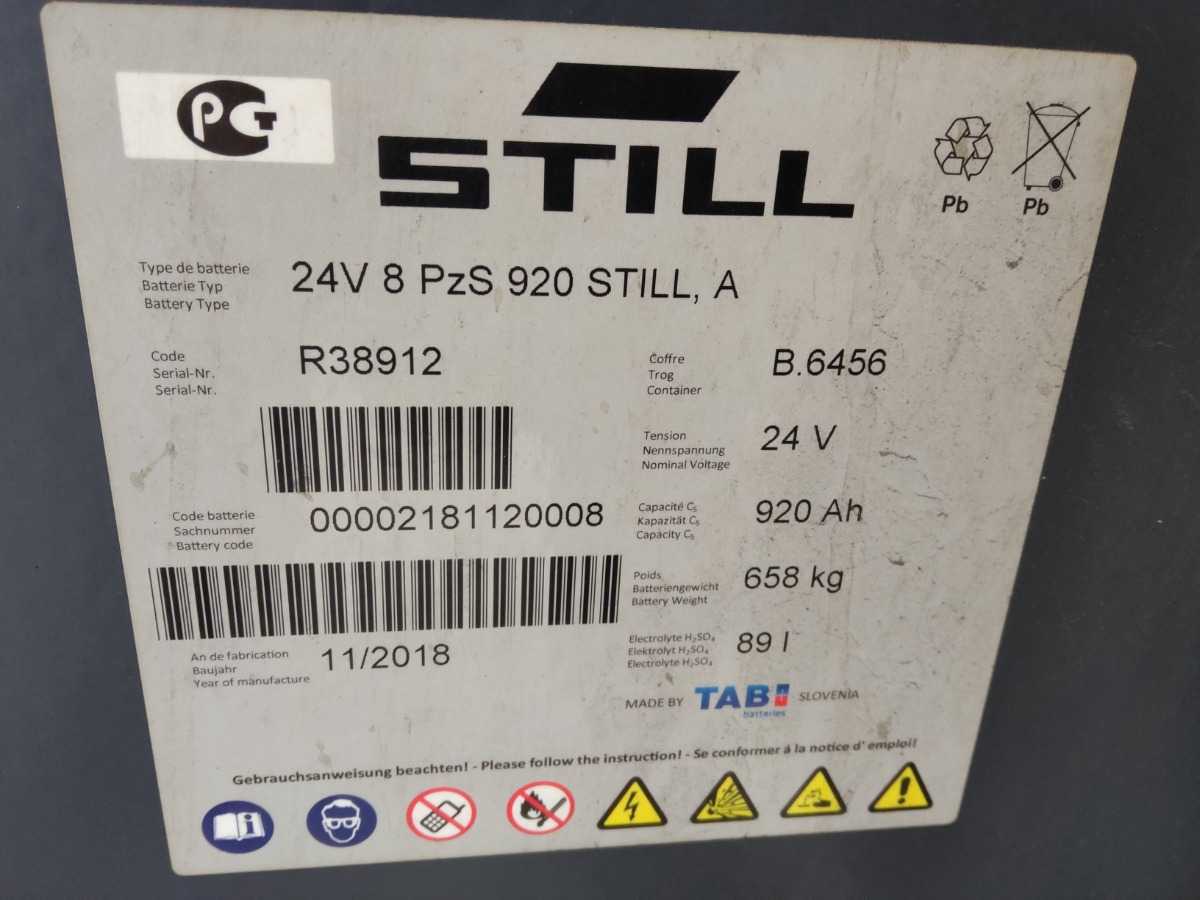 РСТ
STILL
Pb
Pb
Type de batterie
Batterie Typ
Battery Type
24V 8 PzS 920 STILL, A
Code
Serial-Nr.
Serial-Nr.
R38912
Coffre
Trog
Container
B.6456
Tension
Nennspannung
Nominal Voltage
24 V
Code batterie
Sachnummer
Battery code
00002181120008
Capacité C₅
Kapazität C₅
Capacity C₅
920 Ah
Poids
Batteriengewicht
Battery Weight
658 kg
An de fabrication
Baujahr
Year of manufacture
11/2018
Electrolyte H₂SO₄
Elektrolyt H₂SO₄
Electrolyte H₂SO₄
89 l
MADE BY TAB batteries SLOVENIA
Gebrauchsanweisung beachten! - Please follow the instruction! - Se conformer á la notice d' emploi!